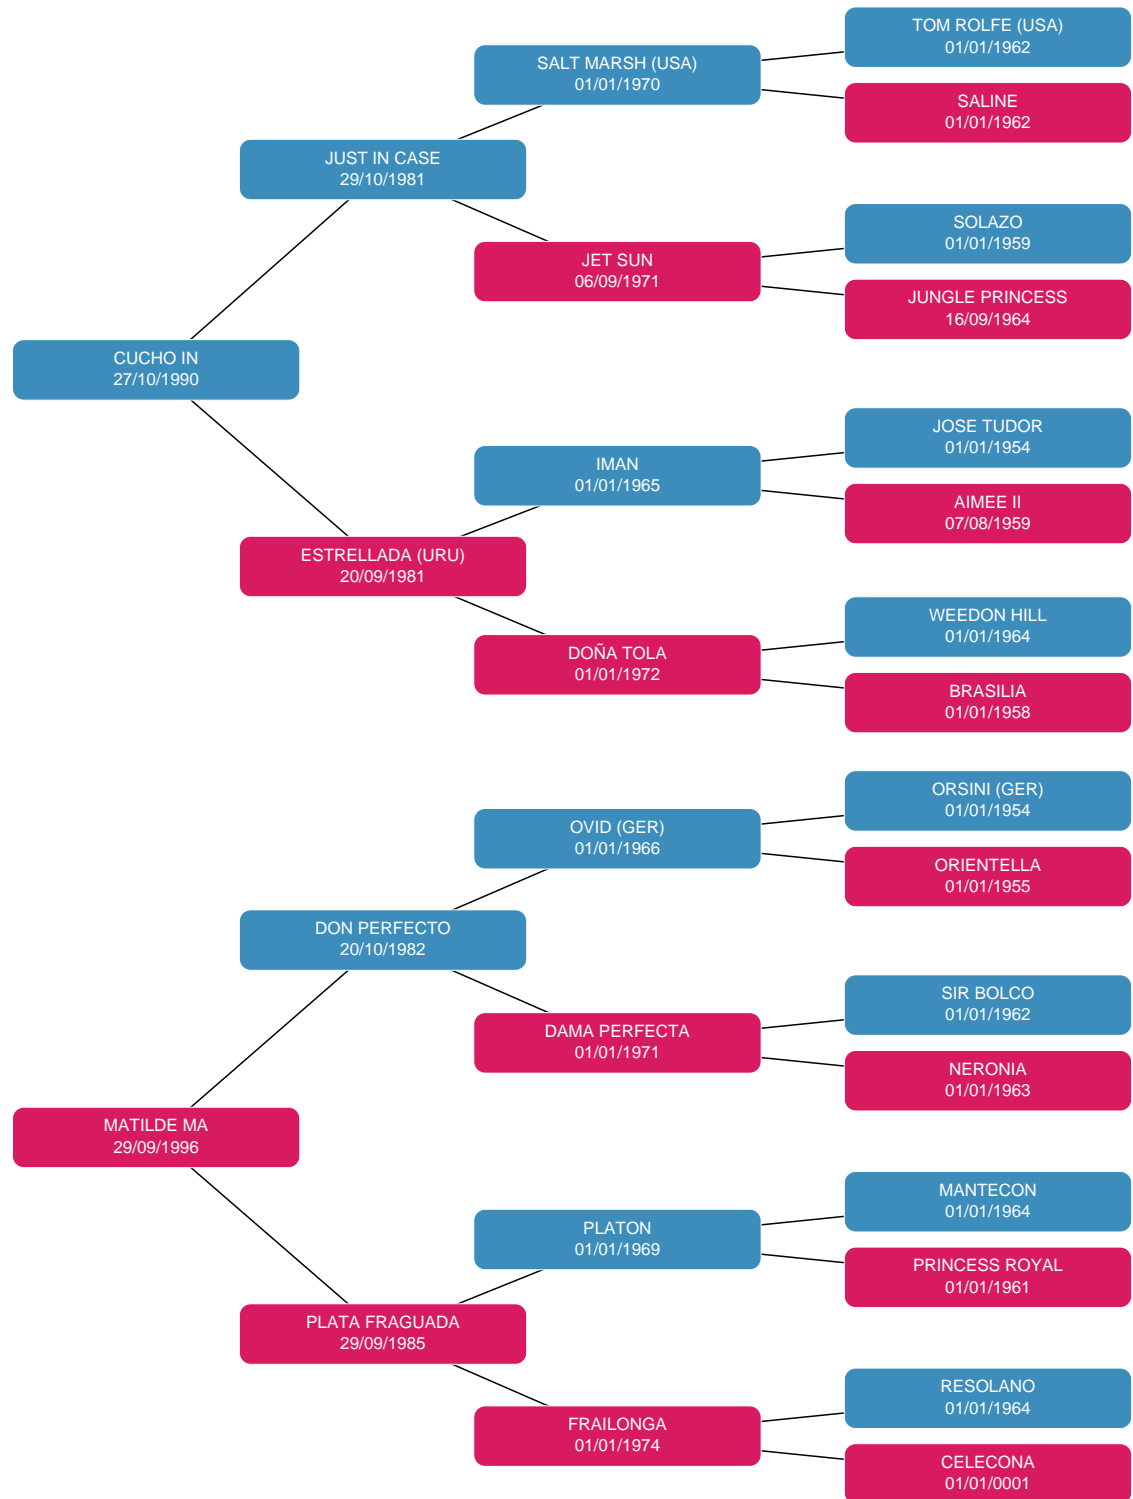 TOM ROLFE (USA)
01/01/1962
SALT MARSH (USA)
01/01/1970
SALINE
01/01/1962
JUST IN CASE
29/10/1981
SOLAZO
01/01/1959
JET SUN
06/09/1971
JUNGLE PRINCESS
16/09/1964
CUCHO IN
27/10/1990
JOSE TUDOR
01/01/1954
IMAN
01/01/1965
AIMEE II
07/08/1959
ESTRELLADA (URU)
20/09/1981
WEEDON HILL
01/01/1964
DOÑA TOLA
01/01/1972
BRASILIA
01/01/1958
ORSINI (GER)
01/01/1954
OVID (GER)
01/01/1966
ORIENTELLA
01/01/1955
DON PERFECTO
20/10/1982
SIR BOLCO
01/01/1962
DAMA PERFECTA
01/01/1971
NERONIA
01/01/1963
MATILDE MA
29/09/1996
MANTECON
01/01/1964
PLATON
01/01/1969
PRINCESS ROYAL
01/01/1961
PLATA FRAGUADA
29/09/1985
RESOLANO
01/01/1964
FRAILONGA
01/01/1974
CELECONA
01/01/0001